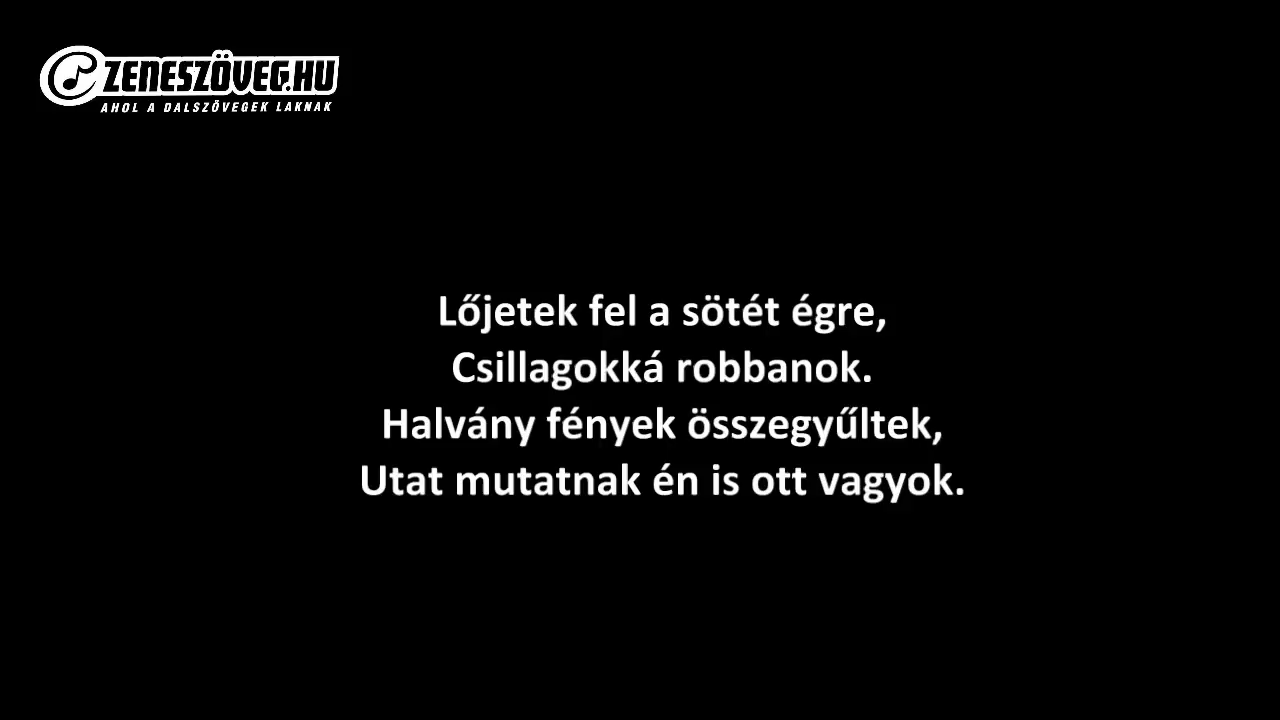 ZENESZÖVEG.HU
AHOL A DALSZÖVEGEK LAKNAK
Lőjetek fel a sötét égre,
Csillagokká robbanok.
Halvány fények összegyűltek,
Utat mutatnak én is ott vagyok.